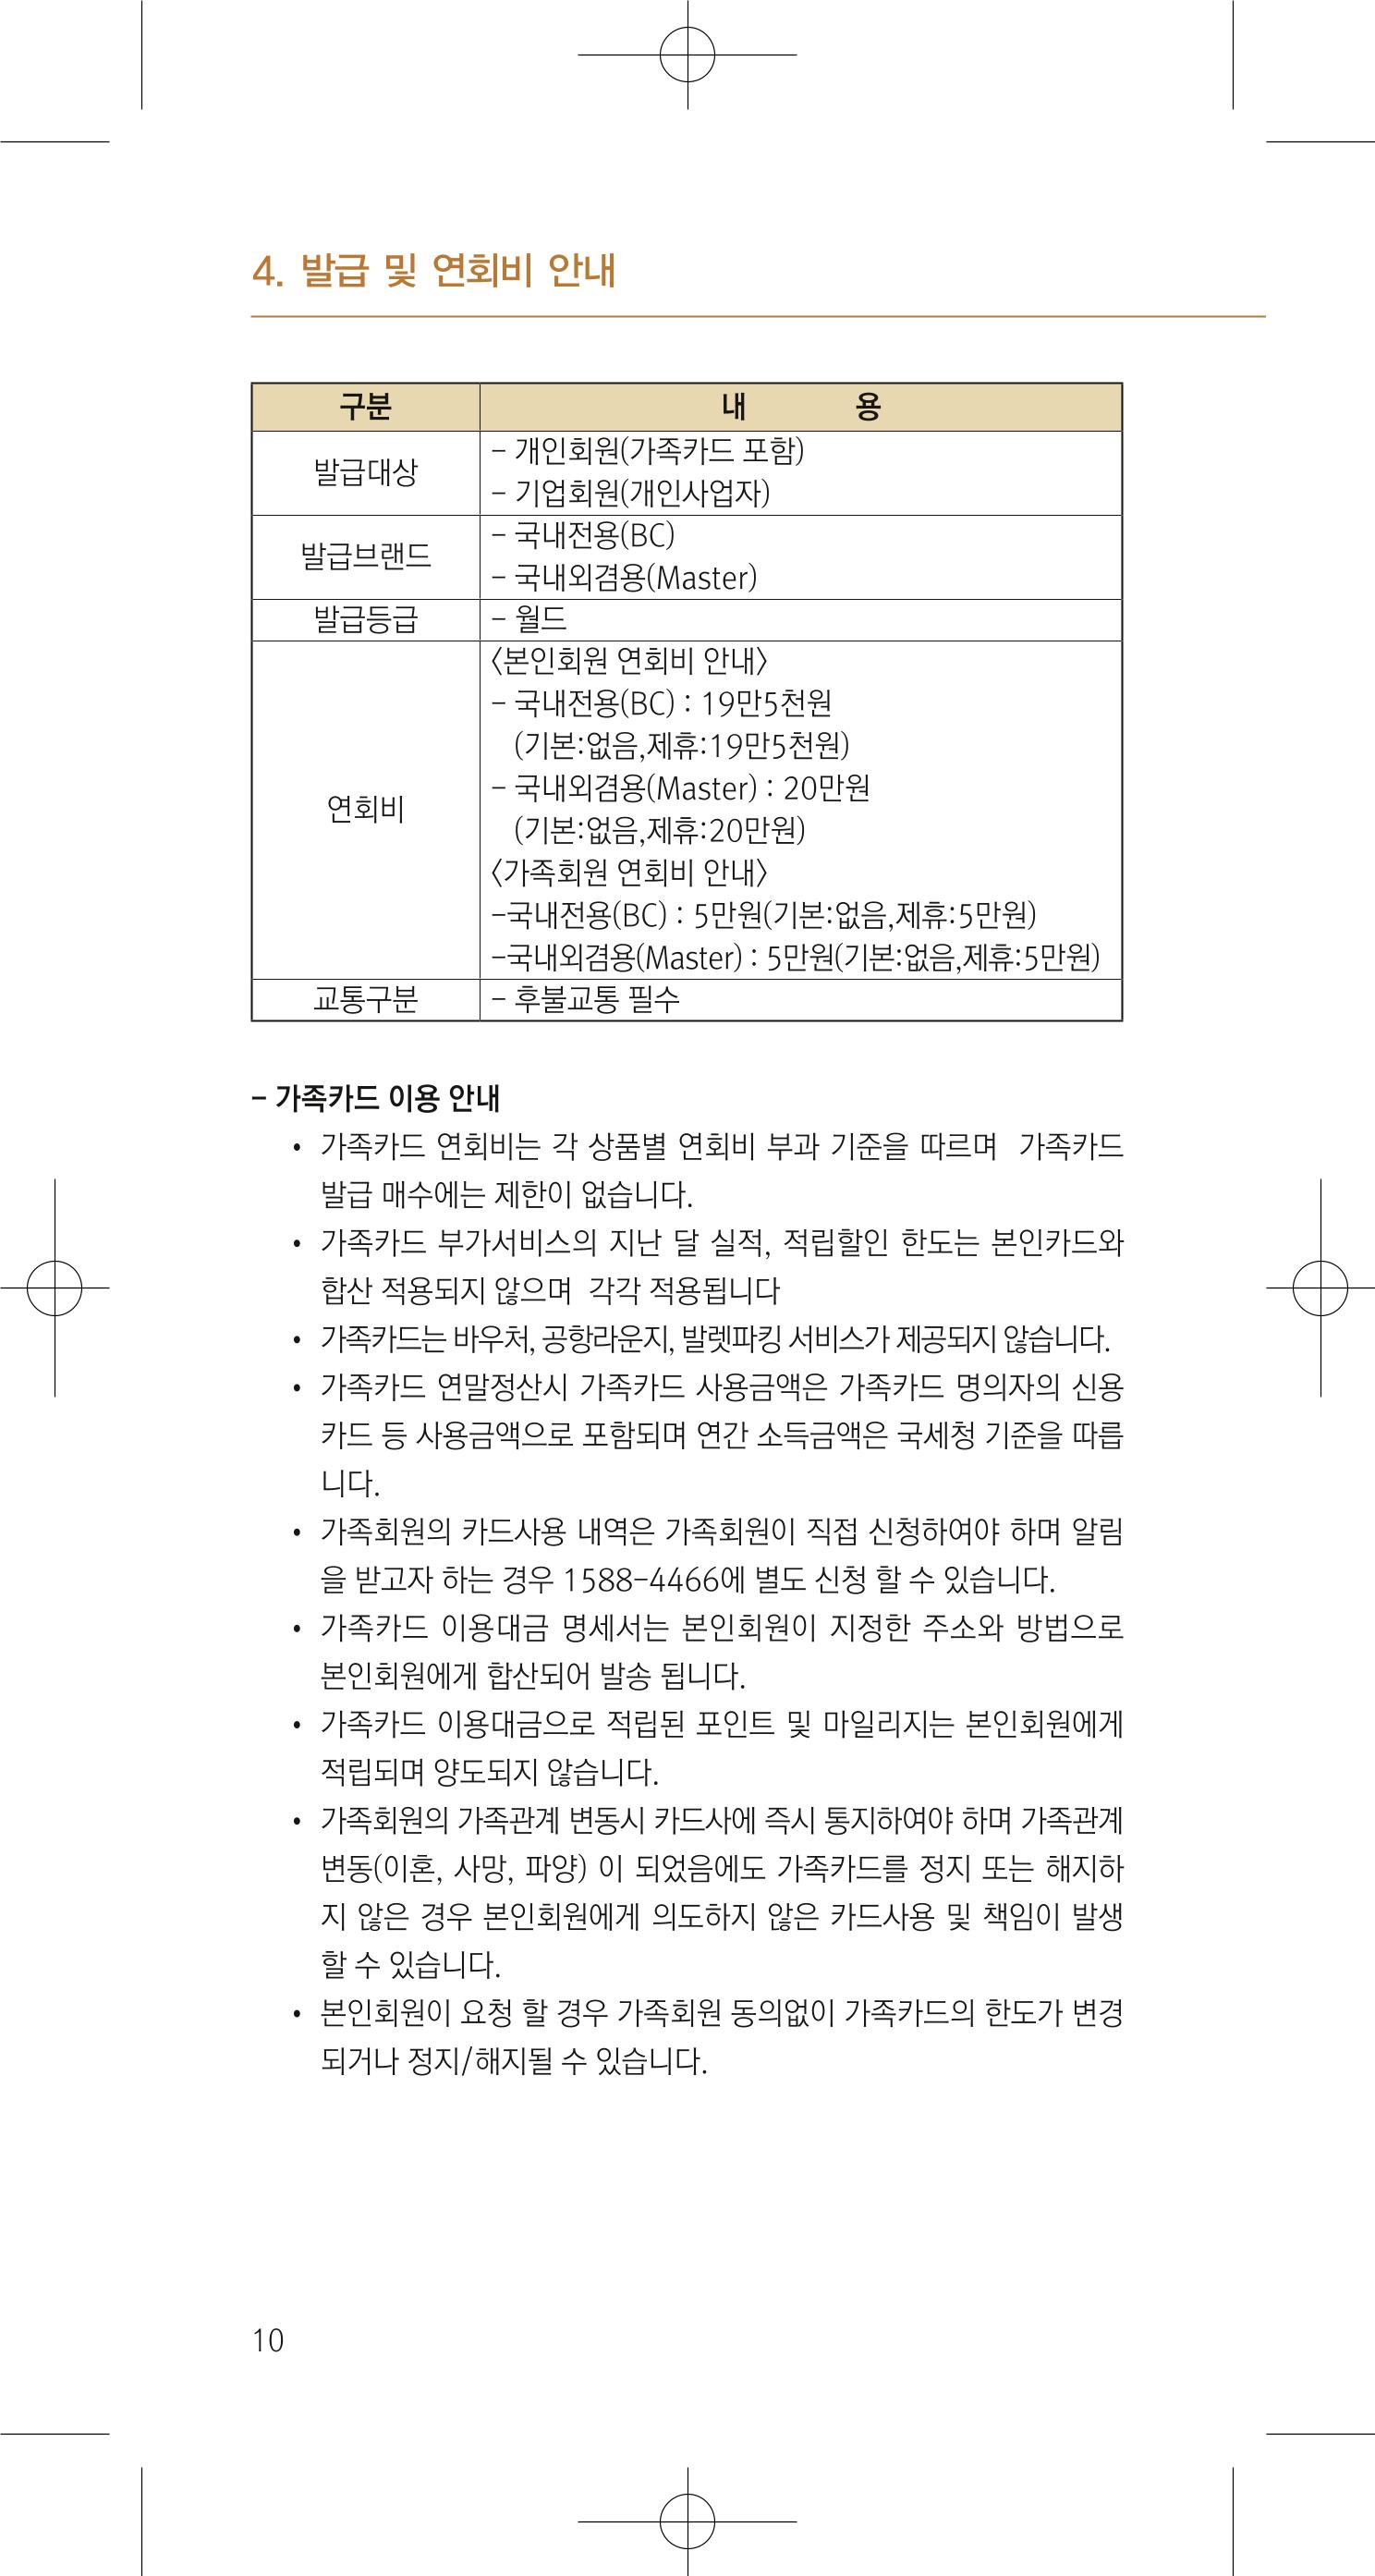 4. 발급 및 연회비 안내
구분 내 용
발급대상
- 개인회원(가족카드 포함)
- 기업회원(개인사업자)
발급브랜드
- 국내전용(BC)
- 국내외겸용(Master)
발급등급 - 월드
연회비
<본인회원 연회비 안내>
- 국내전용(BC) : 19만5천원
(기본:없음,제휴:19만5천원)
- 국내외겸용(Master) : 20만원
(기본:없음,제휴:20만원)
<가족회원 연회비 안내>
-국내전용(BC) : 5만원(기본:없음,제휴:5만원)
-국내외겸용(Master) : 5만원(기본:없음,제휴:5만원)
교통구분 - 후불교통 필수
- 가족카드 이용 안내
• 가족카드 연회비는 각 상품별 연회비 부과 기준을 따르며 가족카드
발급 매수에는 제한이 없습니다.
• 가족카드 부가서비스의 지난 달 실적, 적립할인 한도는 본인카드와
합산 적용되지 않으며 각각 적용됩니다
• 가족카드는 바우처, 공항라운지, 발렛파킹 서비스가 제공되지 않습니다.
• 가족카드 연말정산시 가족카드 사용금액은 가족카드 명의자의 신용
카드 등 사용금액으로 포함되며 연간 소득금액은 국세청 기준을 따릅
니다.
• 가족회원의 카드사용 내역은 가족회원이 직접 신청하여야 하며 알림
을 받고자 하는 경우 1588-4466에 별도 신청 할 수 있습니다.
• 가족카드 이용대금 명세서는 본인회원이 지정한 주소와 방법으로
본인회원에게 합산되어 발송 됩니다.
• 가족카드 이용대금으로 적립된 포인트 및 마일리지는 본인회원에게
적립되며 양도되지 않습니다.
• 가족회원의 가족관계 변동시 카드사에 즉시 통지하여야 하며 가족관계
변동(이혼, 사망, 파양) 이 되었음에도 가족카드를 정지 또는 해지하
지 않은 경우 본인회원에게 의도하지 않은 카드사용 및 책임이 발생
할 수 있습니다.
• 본인회원이 요청 할 경우 가족회원 동의없이 가족카드의 한도가 변경
되거나 정지/해지될 수 있습니다.
10